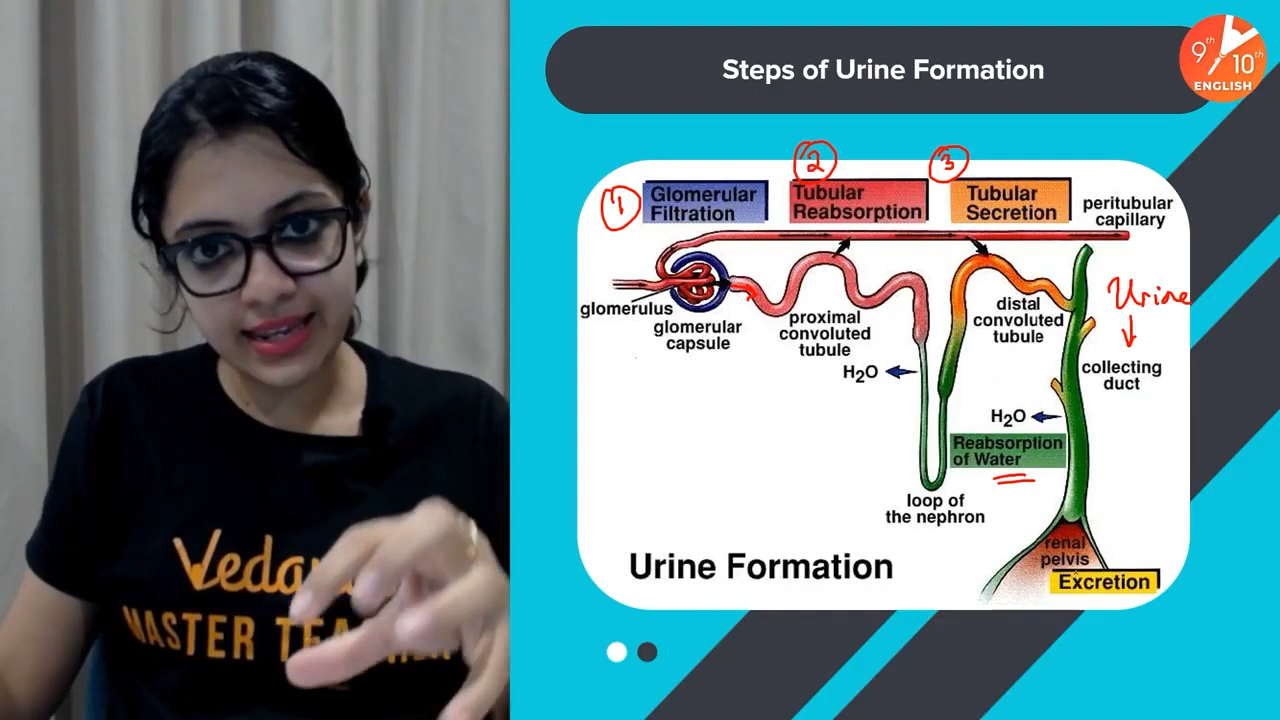 Steps of Urine Formation
9th
10th
ENGLISH
1
2
3
Glomerular
Filtration
Tubular
Reabsorption
Tubular
Secretion
peritubular
capillary
Urine
glomerulus
glomerular
capsule
proximal
convoluted
tubule
distal
convoluted
tubule
collecting
duct
H2O
H2O
Reabsorption
of Water
loop of
the nephron
renal
pelvis
Excretion
Urine Formation
MASTER